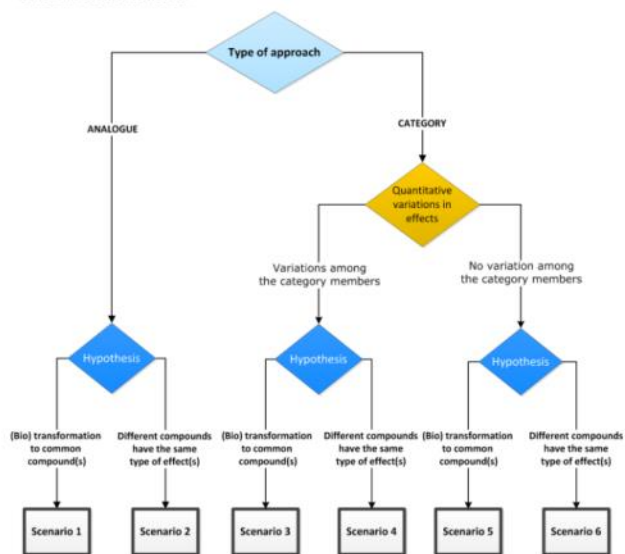 Type of approach
ANALOGUE
CATEGORY
Quantitative
variations in
effects
Variations among
the category members
No variation among
the category members
Hypothesis
Hypothesis
Hypothesis
(Bio) transformation
to common
compound(s)
Different compounds
have the same
type of effect(s)
(Bio) transformation
to common
compound(s)
Different compounds
have the same
type of effect(s)
(Bio) transformation
to common
compound(s)
Different compounds
have the same
type of effect(s)
Scenario 1
Scenario 2
Scenario 3
Scenario 4
Scenario 5
Scenario 6